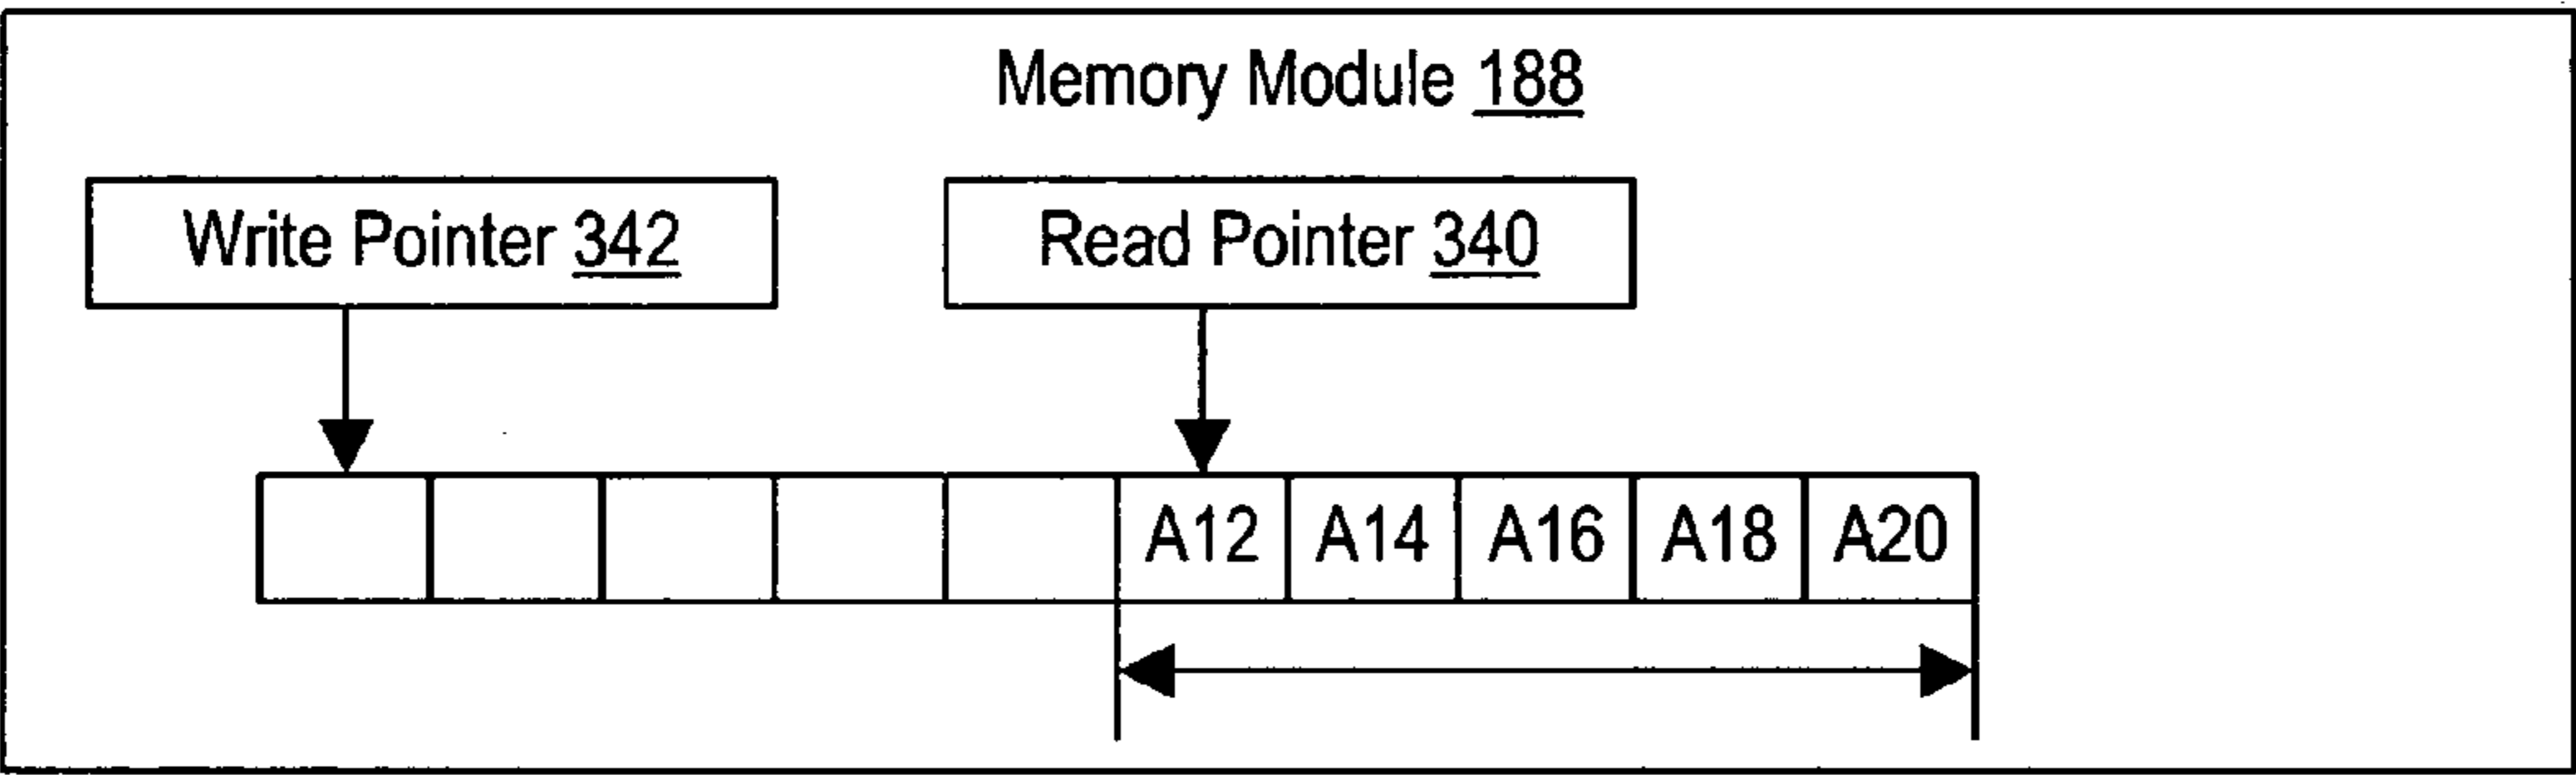 Memory Module 188
Write Pointer 342
Read Pointer 340
A12 A14 A16 A18 A20